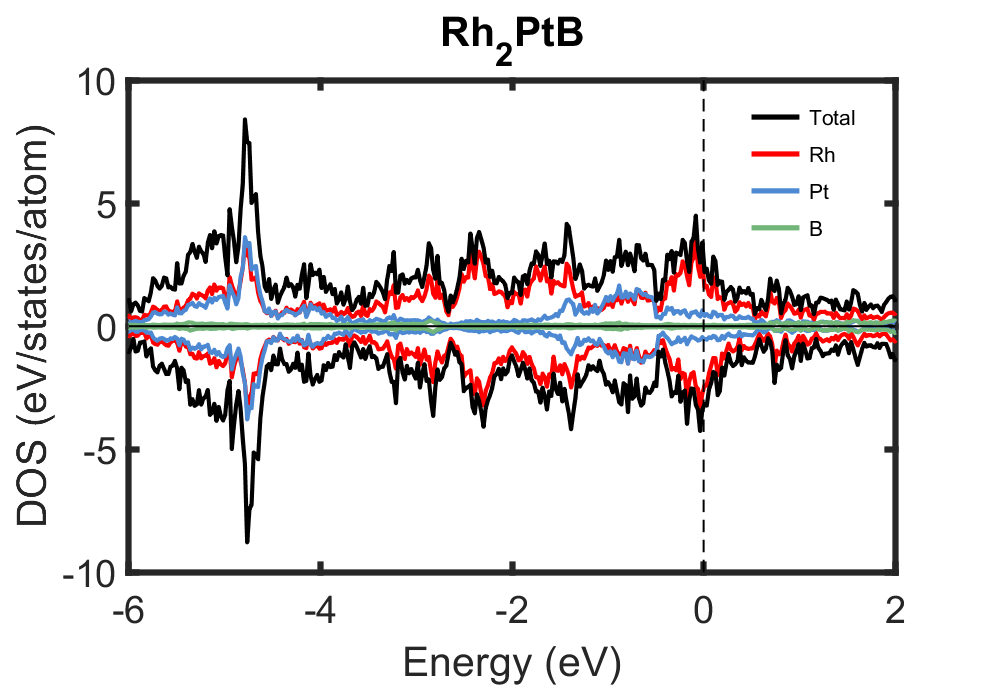 Rh₂PtB
DOS (eV/states/atom)
10
5
0
-5
-10
Total
Rh
Pt
B
-6 -4 -2 0 2
Energy (eV)